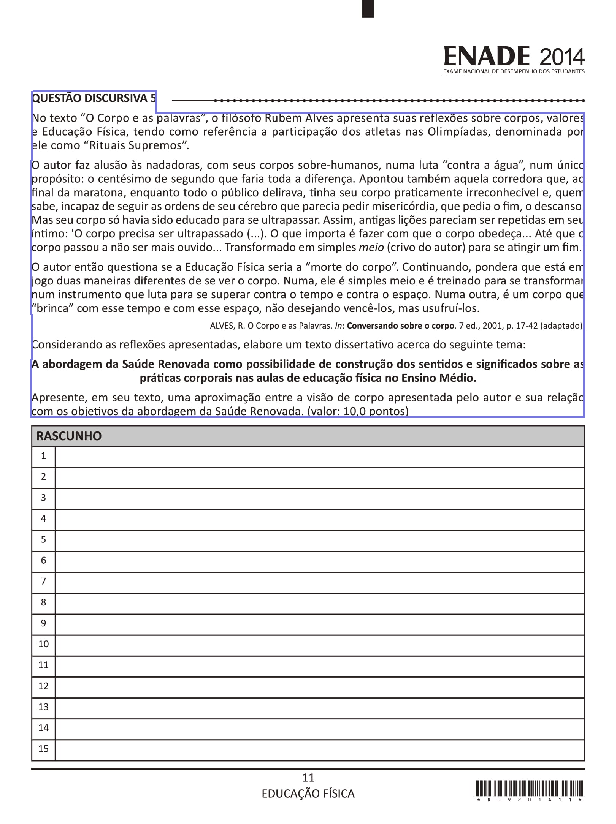 ENADE 2014
EXAME NACIONAL DE DESEMPENHO DOS ESTUDANTES
QUESTÃO DISCURSIVA 5
No texto “O Corpo e as palavras”, o filósofo Rubem Alves apresenta suas reflexões sobre corpos, valores
e Educação Física, tendo como referência a participação dos atletas nas Olimpíadas, denominada por
ele como “Rituais Supremos”.
O autor faz alusão às nadadoras, com seus corpos sobre-humanos, numa luta “contra a água”, num único
propósito: o centésimo de segundo que faria toda a diferença. Apontou também aquela corredora que, ao
final da maratona, enquanto todo o público delirava, tinha seu corpo praticamente irreconhecível e, quem
sabe, incapaz de seguir as ordens de seu cérebro que parecia pedir misericórdia, que pedia o fim, o descanso.
Mas seu corpo só havia sido educado para se ultrapassar. Assim, antigas lições pareciam ser repetidas em seu
íntimo: ‘O corpo precisa ser ultrapassado (...). O que importa é fazer com que o corpo obedeça... Até que o
corpo passou a não ser mais ouvido... Transformado em simples meio (crivo do autor) para se atingir um fim.
O autor então questiona se a Educação Física seria a “morte do corpo”. Continuando, pondera que está em
jogo duas maneiras diferentes de se ver o corpo. Numa, ele é simples meio e é treinado para se transformar
num instrumento que luta para se superar contra o tempo e contra o espaço. Numa outra, é um corpo que
“brinca” com esse tempo e com esse espaço, não desejando vencê-los, mas usufruí-los.
ALVES, R. O Corpo e as Palavras. In: Conversando sobre o corpo. 7 ed., 2001, p. 17-42 (adaptado).
Considerando as reflexões apresentadas, elabore um texto dissertativo acerca do seguinte tema:
A abordagem da Saúde Renovada como possibilidade de construção dos sentidos e significados sobre as
práticas corporais nas aulas de educação física no Ensino Médio.
Apresente, em seu texto, uma aproximação entre a visão de corpo apresentada pelo autor e sua relação
com os objetivos da abordagem da Saúde Renovada. (valor: 10,0 pontos)
RASCUNHO
1
2
3
4
5
6
7
8
9
10
11
12
13
14
15
11
EDUCAÇÃO FÍSICA